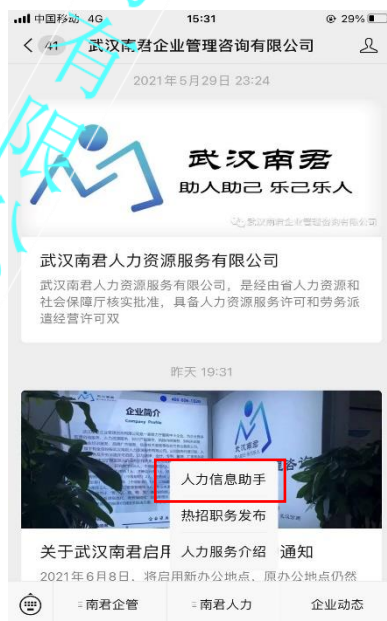 中国移动 4G 15:31 29%
41 武汉南君企业管理咨询有限公司
2021年5月29日 23:24
武汉南君
助人助己 乐己乐人
武汉南君企业管理咨询有限公司
武汉南君人力资源服务有限公司
武汉南君人力资源服务有限公司，是经由省人力资源和
社会保障厅核实批准，具备人力资源服务许可和劳务派
遣经营许可双
昨天 19:31
企业简介
Company Profile
人力信息助手
热招职务发布
人力服务介绍
关于武汉南君启用
通知
2021年6月8日，将启用新办公地点，原办公地点仍然
南君企管
南君人力
企业动态
有
限